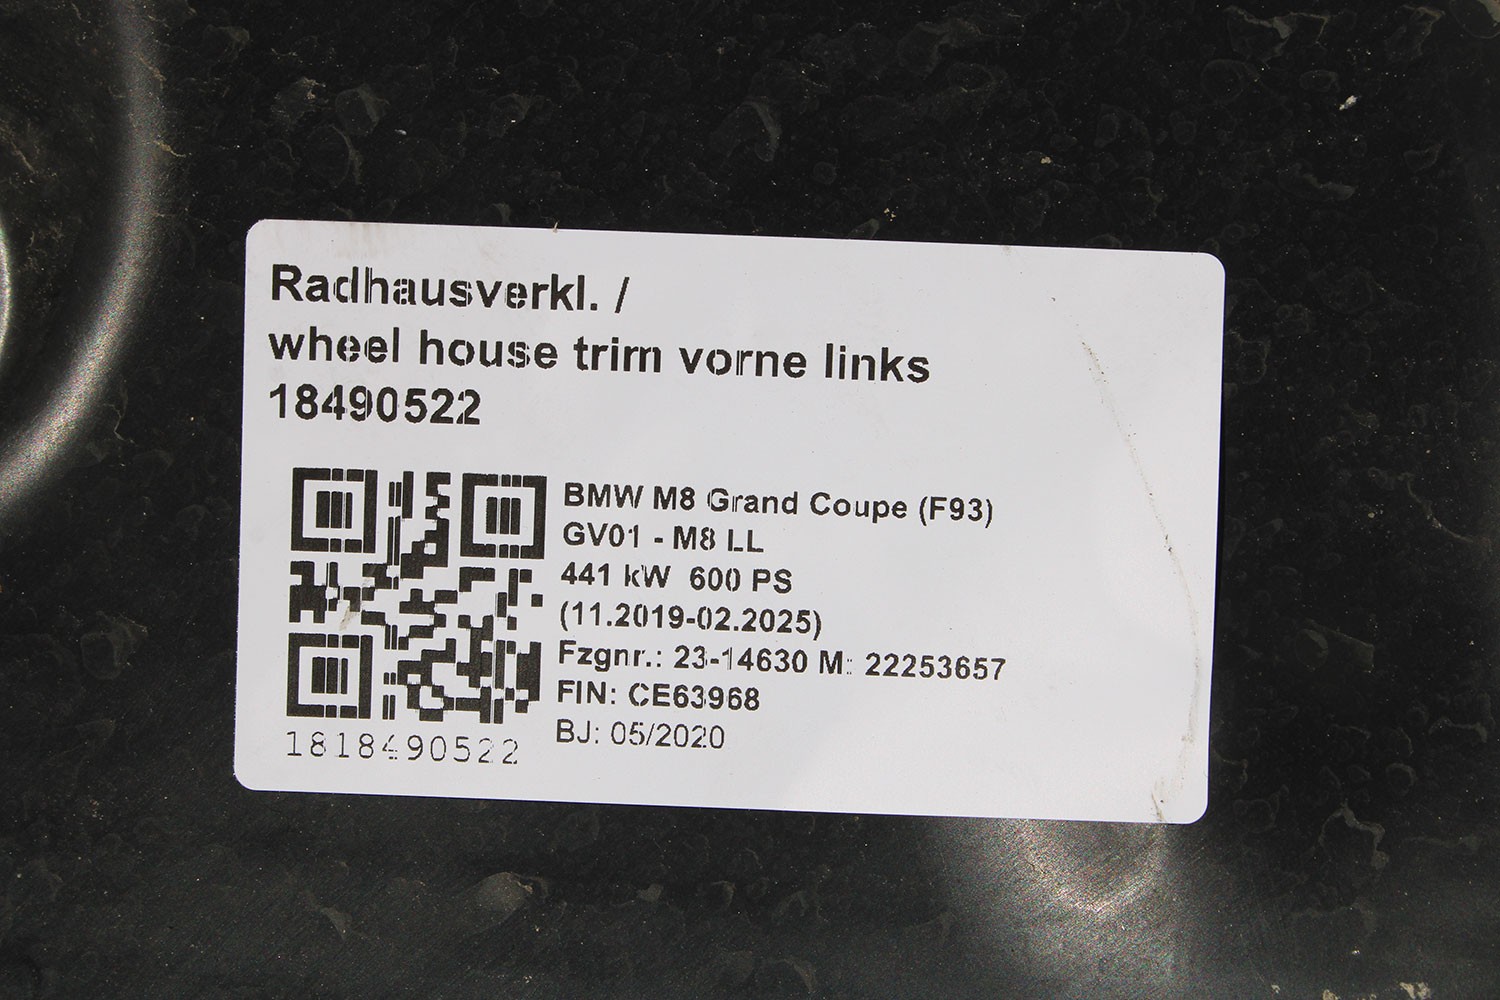 Radhausverkl. /
wheel house trim vorne links
18490522
BMW M8 Grand Coupe (F93)
GV01 - M8 LL
441 kW  600 PS
(11.2019-02.2025)
Fzgnr.: 23-14630 M: 22253657
FIN: CE63968
BJ: 05/2020
1818490522